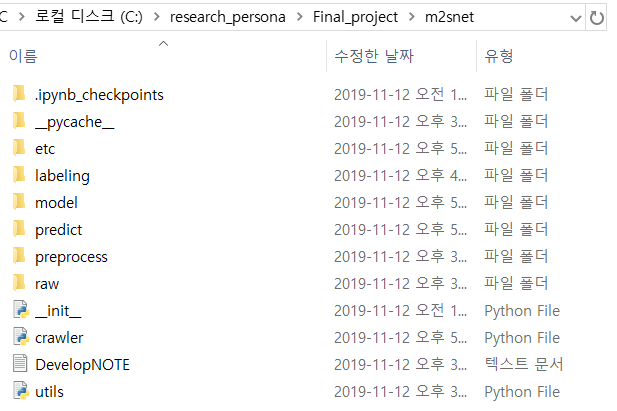 C > 로컬 디스크 (C:) > research_persona > Final_project > m2snet
이름 수정한 날짜 유형
.ipynb_checkpoints 2019-11-12 오전 1... 파일 폴더
__pycache__ 2019-11-12 오후 3... 파일 폴더
etc 2019-11-12 오후 5... 파일 폴더
labeling 2019-11-12 오후 4... 파일 폴더
model 2019-11-12 오후 5... 파일 폴더
predict 2019-11-12 오후 5... 파일 폴더
preprocess 2019-11-12 오후 3... 파일 폴더
raw 2019-11-12 오후 3... 파일 폴더
__init__ 2019-11-12 오전 1... Python File
crawler 2019-11-12 오후 5... Python File
DevelopNOTE 2019-11-12 오후 3... 텍스트 문서
utils 2019-11-12 오후 3... Python File